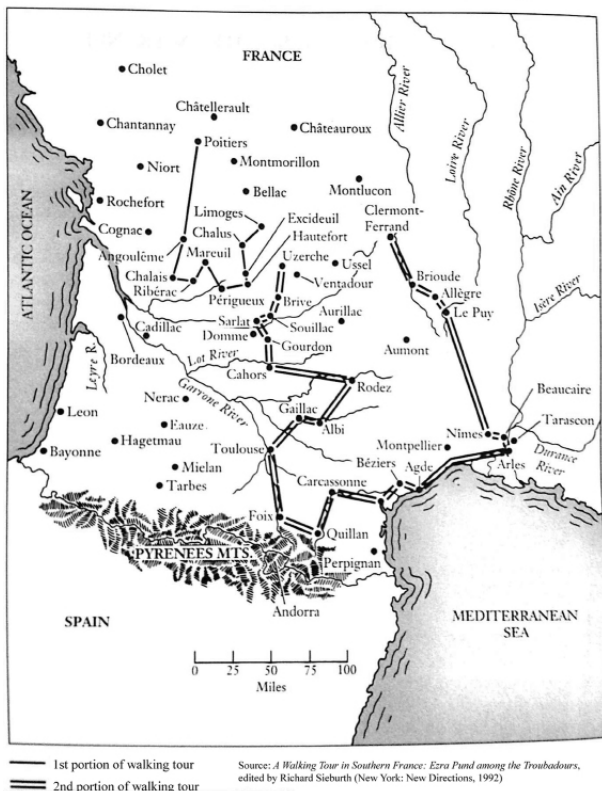 FRANCE
Cholet
Châtellerault
Chantannay
Châteauroux
Poitiers
Allier River
Loire River
Rhône River
Ain River
Niort
Montmorillon
Bellac
Montlucon
Rochefort
Limoges
Excideuil
Clermont-
Ferrand
Cognac
Chalus
Hautefort
ATLANTIC OCEAN
Angoulême
Mareuil
Uzerche
Ussel
Chalais
Ribérac
Ventadour
Brioude
Allègre
Isère River
Périgueux
Brive
Aurillac
Le Puy
Sarlat
Souillac
Cadillac
Domme
Gourdon
Aumont
Bordeaux
Lot River
Leyre R.
Cahors
Rodez
Beaucaire
Nerac
Garrone River
Gaillac
Tarascon
Leon
Eauze
Albi
Nîmes
Hagetmau
Toulouse
Montpellier
Durance
River
Bayonne
Mielan
Béziers
Agde
Arles
Tarbes
Carcassonne
Foix
Quillan
PYRENEES MTS.
Perpignan
Andorra
SPAIN
MEDITERRANEAN
SEA
0 25 50 75 100
Miles
1st portion of walking tour
2nd portion of walking tour
Source: A Walking Tour in Southern France: Ezra Pund among the Troubadours,
edited by Richard Sieburth (New York: New Directions, 1992)